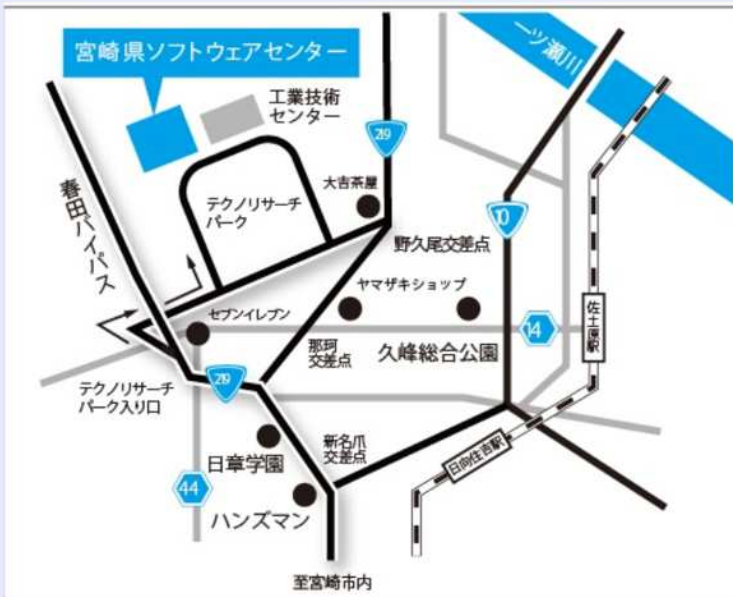 宮崎県ソフトウェアセンター
一ツ瀬川
工業技術
センター
219
大吉茶屋
春田バイパス
テクノリサーチ
パーク
10
野久尾交差点
ヤマザキショップ
セブンイレブン
佐土原駅
14
那珂
交差点
久峰総合公園
219
テクノリサーチ
パーク入り口
新名爪
交差点
日章学園
日向住吉駅
44
ハンズマン
至宮崎市内